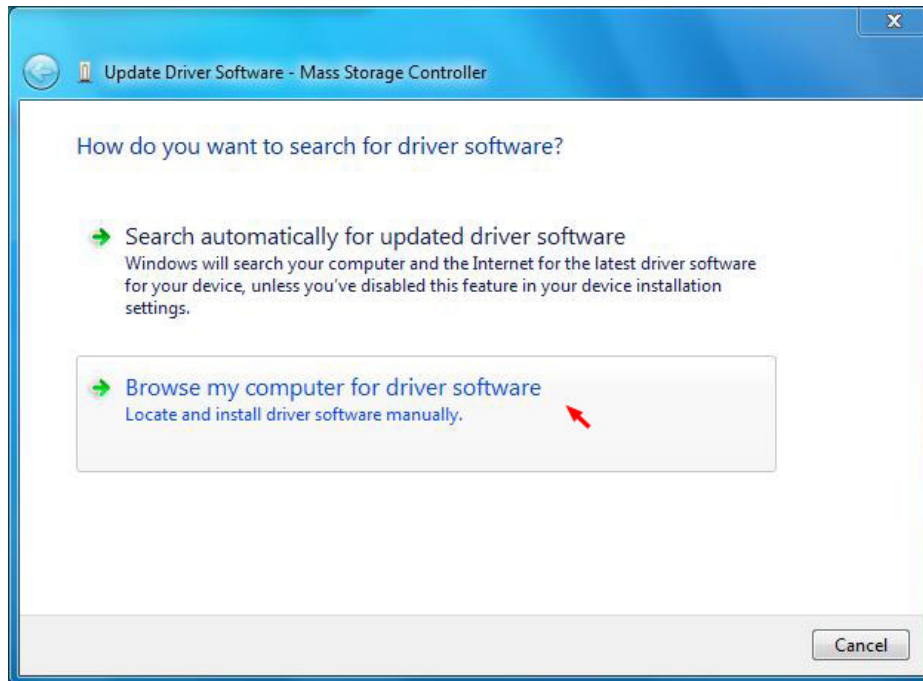 Update Driver Software - Mass Storage Controller
How do you want to search for driver software?
Search automatically for updated driver software
Windows will search your computer and the Internet for the latest driver software
for your device, unless you've disabled this feature in your device installation
settings.
Browse my computer for driver software
Locate and install driver software manually.
Cancel